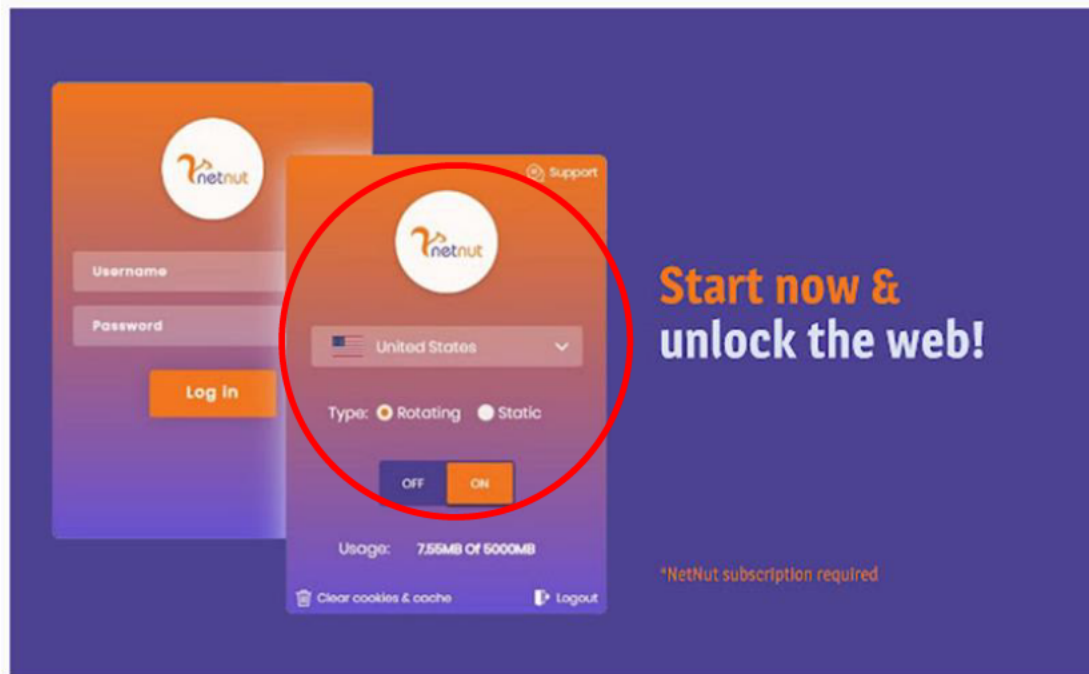 netnut
Username
Password
Log in
Support
netnut
United States
Type: Rotating Static
OFF ON
Usage: 7.55MB Of 5000MB
Clear cookies & cache Logout
Start now &
unlock the web!
*NetNut subscription required